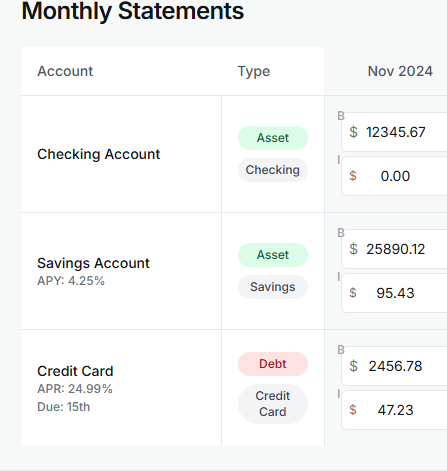 Monthly Statements
Account Type Nov 2024
Checking Account
Asset
Checking
B
$ 12345.67
I
$ 0.00
Savings Account
APY: 4.25%
Asset
Savings
B
$ 25890.12
I
$ 95.43
Credit Card
APR: 24.99%
Due: 15th
Debt
Credit
Card
B
$ 2456.78
I
$ 47.23